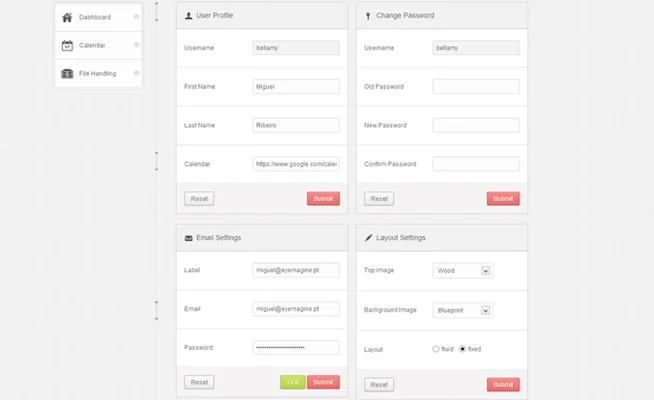 Dashboard
Calendar
File Handling
User Profile
Username
bellamy
First Name
Miguel
Last Name
Ribeiro
Calendar
https://www.google.com/cale
Reset
Submit
Change Password
Username
bellamy
Old Password
New Password
Confirm Password
Reset
Submit
Email Settings
Label
miguel@eyemagine.pt
Email
miguel@eyemagine.pt
Password
Reset
Submit
Layout Settings
Top Image
Wood
Background Image
Blueprint
Layout
fluid
fixed
Reset
Submit